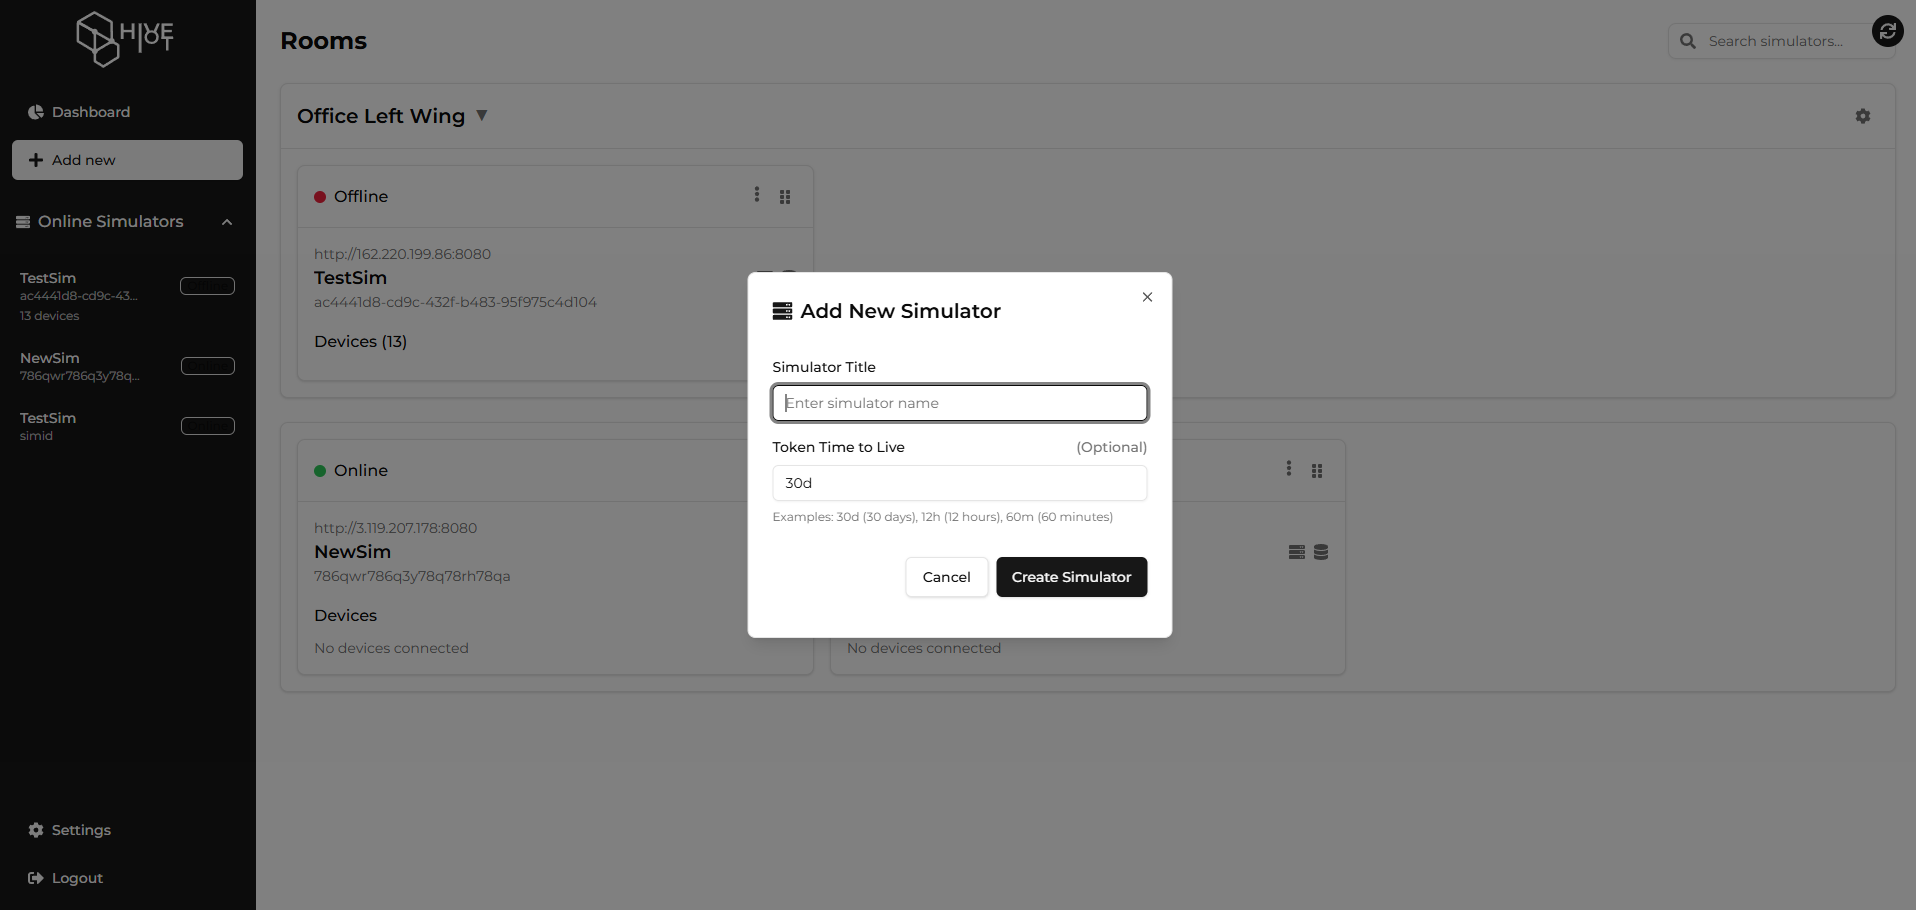 HIVE
IOT
Dashboard
Add new
Online Simulators
TestSim
ac4441d8-cd9c-43...
13 devices
NewSim
786qwr786q3y78q...
TestSim
simid
Settings
Logout
Rooms
Search simulators...
Office Left Wing
Offline
http://162.220.199.86:8080
TestSim
ac4441d8-cd9c-432f-b483-95f975c4d104
Devices (13)
Online
http://3.119.207.178:8080
NewSim
786qwr786q3y78q78rh78qa
Devices
No devices connected
No devices connected
Add New Simulator
Simulator Title
Enter simulator name
Token Time to Live (Optional)
30d
Examples: 30d (30 days), 12h (12 hours), 60m (60 minutes)
Cancel Create Simulator